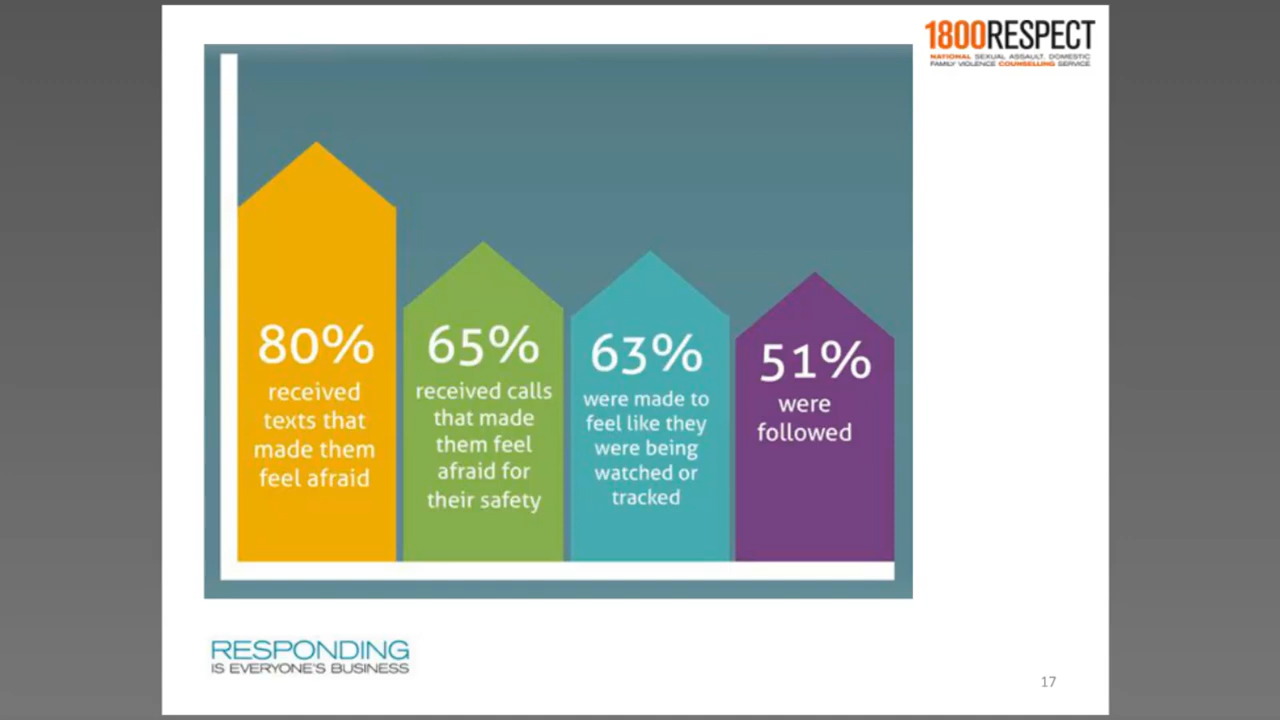 1800RESPECT
NATIONAL SEXUAL ASSAULT, DOMESTIC
FAMILY VIOLENCE COUNSELLING SERVICE
80%
received
texts that
made them
feel afraid
65%
received calls
that made
them feel
afraid for
their safety
63%
were made to
feel like they
were being
watched or
tracked
51%
were
followed
RESPONDING
IS EVERYONE'S BUSINESS
17